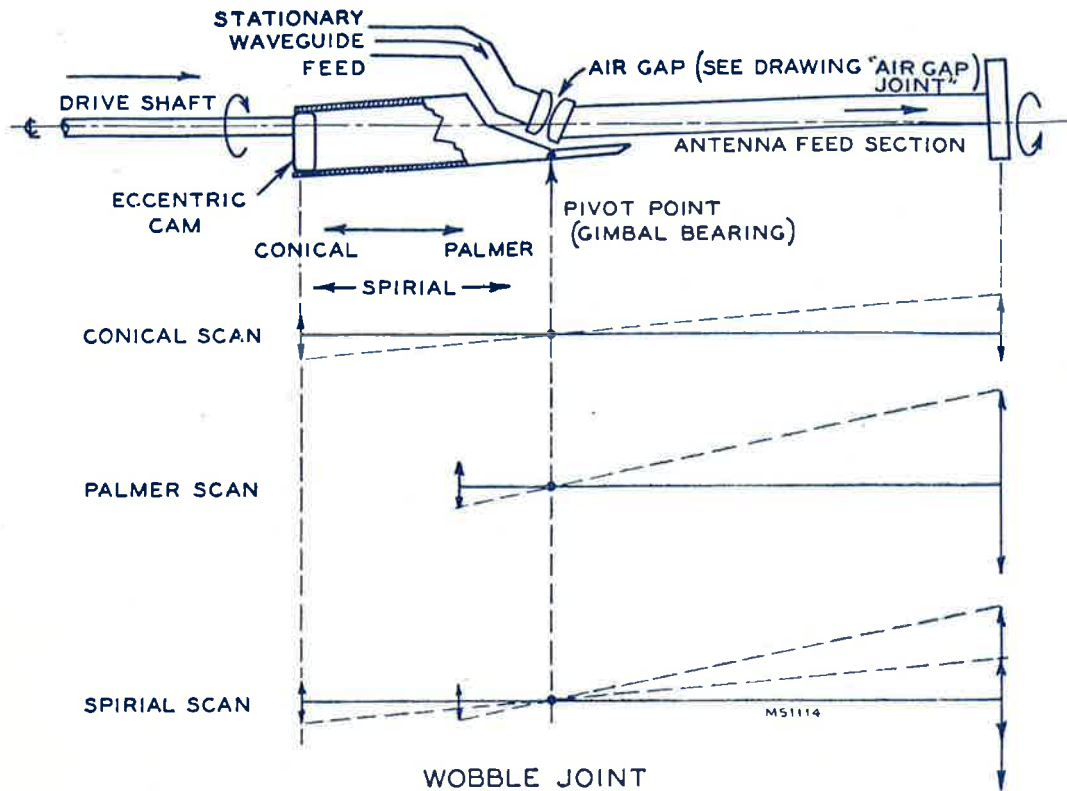 STATIONARY
WAVEGUIDE
FEED
AIR GAP (SEE DRAWING "AIR GAP
JOINT"
DRIVE SHAFT
ANTENNA FEED SECTION
ECCENTRIC
CAM
PIVOT POINT
(GIMBAL BEARING)
CONICAL
PALMER
SPIRIAL
CONICAL SCAN
PALMER SCAN
SPIRIAL SCAN
MS1114
WOBBLE JOINT